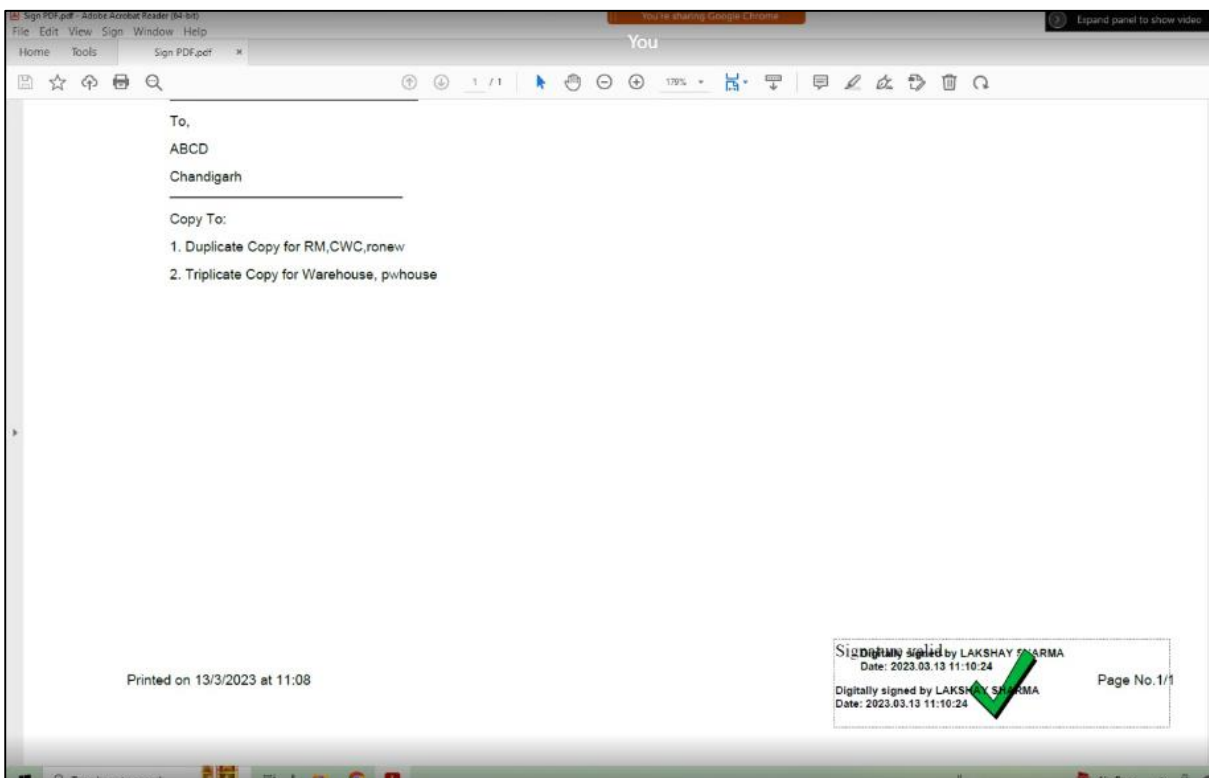 Sign PDF.pdf - Adobe Acrobat Reader (64-bit)
You're sharing Google Chrome
Expand panel to show video
File Edit View Sign Window Help
You
Home Tools Sign PDF.pdf ×
1 / 1 179%
To,
ABCD
Chandigarh
Copy To:
1. Duplicate Copy for RM,CWC,ronew
2. Triplicate Copy for Warehouse, pwhouse
Signature valid
Digitally signed by LAKSHAY SHARMA
Date: 2023.03.13 11:10:24
Digitally signed by LAKSHAY SHARMA
Date: 2023.03.13 11:10:24
Printed on 13/3/2023 at 11:08
Page No.1/1